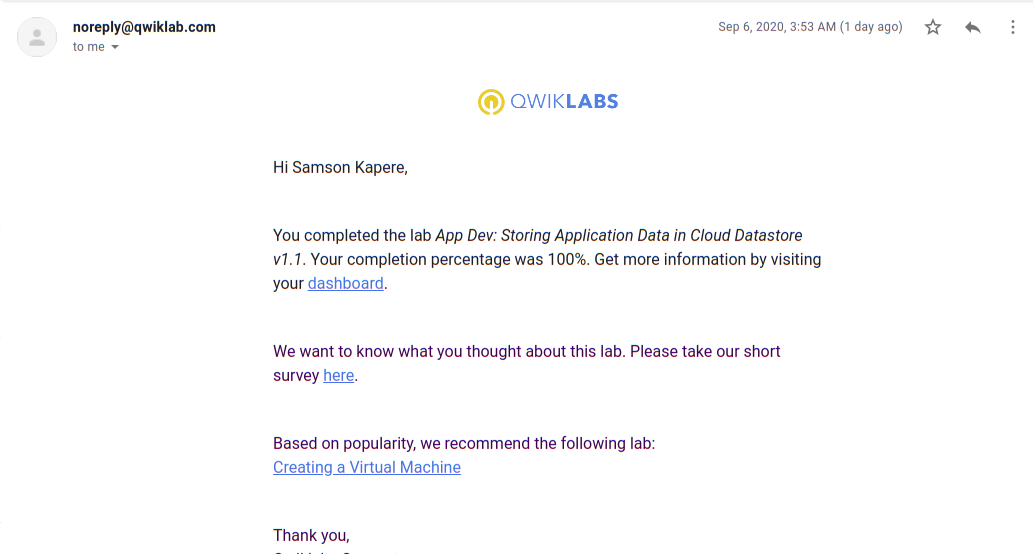 noreply@qwiklab.com
Sep 6, 2020, 3:53 AM (1 day ago)
to me
QWIKLABS
Hi Samson Kapere,
You completed the lab App Dev: Storing Application Data in Cloud Datastore
v1.1. Your completion percentage was 100%. Get more information by visiting
your dashboard.
We want to know what you thought about this lab. Please take our short
survey here.
Based on popularity, we recommend the following lab:
Creating a Virtual Machine
Thank you,